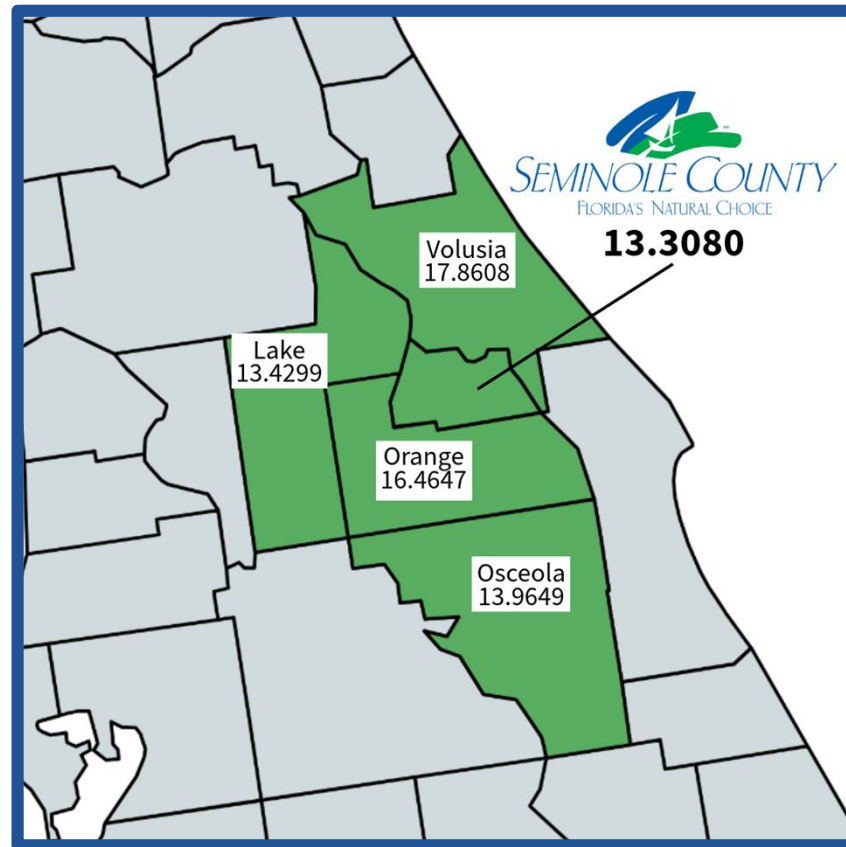 SEMINOLE COUNTY
FLORIDA'S NATURAL CHOICE
13.3080
Volusia
17.8608
Lake
13.4299
Orange
16.4647
Osceola
13.9649